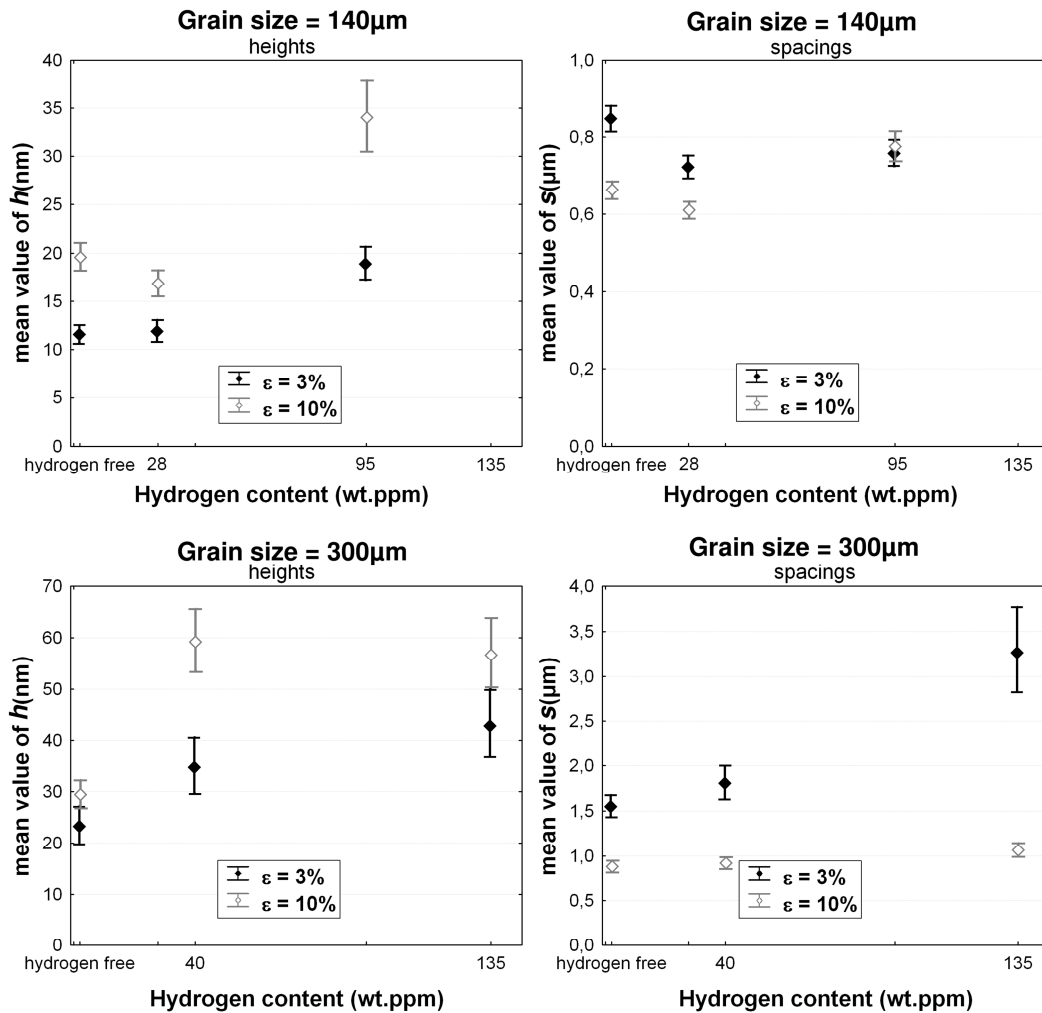 Grain size = 140µm
heights
40
35
30
25
20
15
10
5
0
mean value of h(nm)
ε = 3%
ε = 10%
hydrogen free 28 95 135
Hydrogen content (wt.ppm)
Grain size = 140µm
spacings
1,0
0,8
0,6
0,4
0,2
0,0
mean value of s(µm)
ε = 3%
ε = 10%
hydrogen free 28 95 135
Hydrogen content (wt.ppm)
Grain size = 300µm
heights
70
60
50
40
30
20
10
0
mean value of h(nm)
ε = 3%
ε = 10%
hydrogen free 40 135
Hydrogen content (wt.ppm)
Grain size = 300µm
spacings
4,0
3,5
3,0
2,5
2,0
1,5
1,0
0,5
0,0
mean value of s(µm)
ε = 3%
ε = 10%
hydrogen free 40 135
Hydrogen content (wt.ppm)